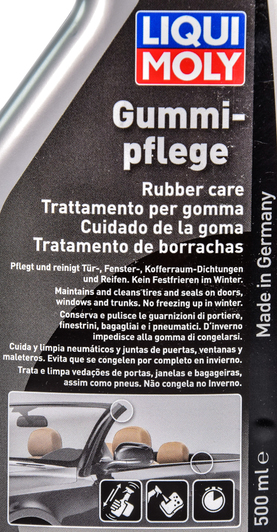 LIQUI
MOLY
Gummi-
pflege
Rubber care
Trattamento per gomma
Cuidado de la goma
Tratamento de borrachas
Pflegt und reinigt Tür-, Fenster-, Kofferraum-Dichtungen
und Reifen. Kein Festfrieren im Winter.
Maintains and cleans tires and seals on doors,
windows and trunks. No freezing up in winter.
Conserva e pulisce le guarnizioni di portiere,
finestrini, bagagliai e i pneumatici. D'inverno
impedisce alla gomma di congelarsi.
Cuida y limpia neumáticos y juntas de puertas, ventanas y
maleteros. Evita que se congelen por completo en invierno.
Trata e limpa vedações de portas, janelas e bagageiras,
assim como pneus. Não congela no Inverno.
Made in Germany
500 ml e